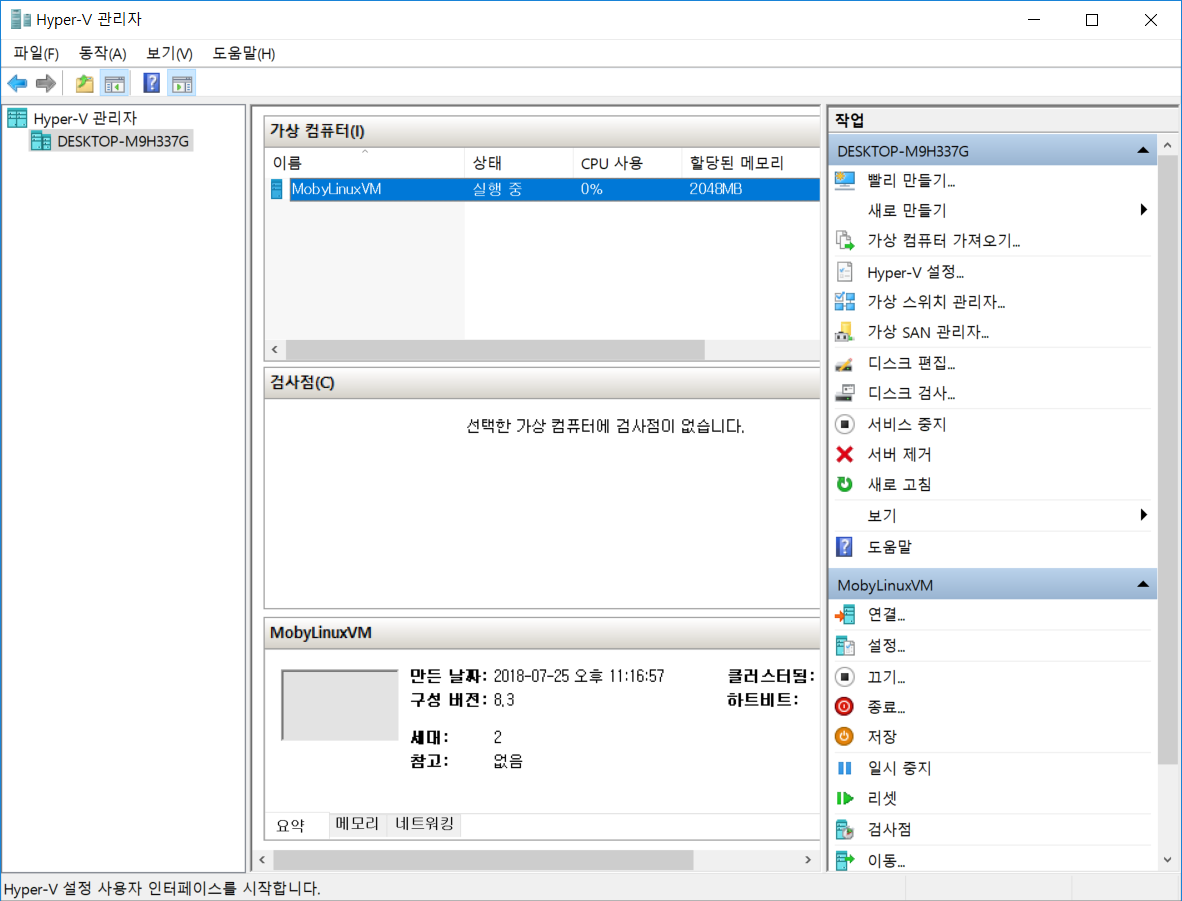 Hyper-V 관리자
파일(F) 동작(A) 보기(V) 도움말(H)
Hyper-V 관리자
DESKTOP-M9H337G
가상 컴퓨터(I)
이름 상태 CPU 사용 할당된 메모리
MobyLinuxVM 실행 중 0% 2048MB
검사점(C)
선택한 가상 컴퓨터에 검사점이 없습니다.
MobyLinuxVM
만든 날짜: 2018-07-25 오후 11:16:57 클러스터됨:
구성 버전: 8.3 하트비트:
세대: 2
참고: 없음
요약 메모리 네트워킹
작업
DESKTOP-M9H337G
빨리 만들기...
새로 만들기
가상 컴퓨터 가져오기...
Hyper-V 설정...
가상 스위치 관리자...
가상 SAN 관리자...
디스크 편집...
디스크 검사...
서비스 중지
서버 제거
새로 고침
보기
도움말
MobyLinuxVM
연결...
설정...
끄기...
종료...
저장
일시 중지
리셋
검사점
이동...
Hyper-V 설정 사용자 인터페이스를 시작합니다.